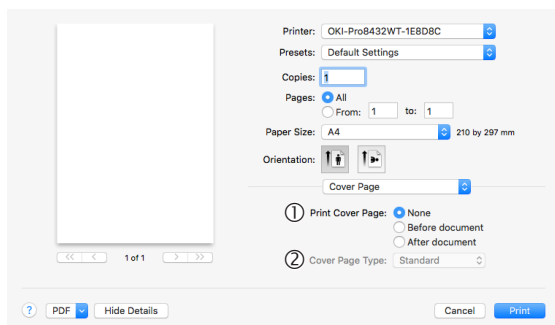 Printer: OKI-Pro8432WT-1E8D8C
Presets: Default Settings
Copies: 1
Pages: All
From: 1 to: 1
Paper Size: A4 210 by 297 mm
Orientation:
Cover Page
① Print Cover Page: None
Before document
After document
② Cover Page Type: Standard
<< < 1 of 1 > >>
? PDF Hide Details Cancel Print